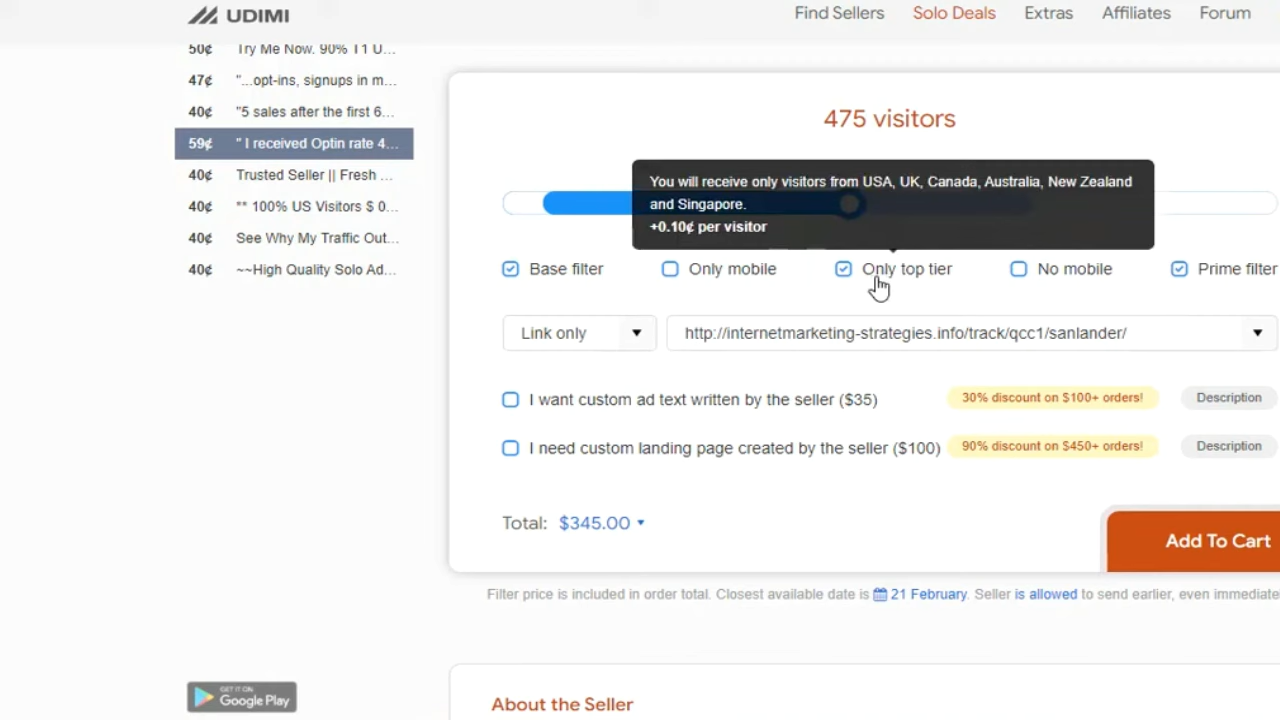 UDIMI
Find Sellers
Solo Deals
Extras
Affiliates
Forum
50¢ Try Me Now. 90% T1 U...
47¢ "...opt-ins, signups in m...
40¢ "5 sales after the first 6...
59¢ " I received Optin rate 4...
40¢ Trusted Seller || Fresh ...
40¢ ** 100% US Visitors $ 0...
40¢ See Why My Traffic Out...
40¢ ~~High Quality Solo Ad...
475 visitors
You will receive only visitors from USA, UK, Canada, Australia, New Zealand
and Singapore.
+0.10¢ per visitor
Base filter
Only mobile
Only top tier
No mobile
Prime filter
Link only
http://internetmarketing-strategies.info/track/qcc1/sanlander/
I want custom ad text written by the seller ($35)
30% discount on $100+ orders!
Description
I need custom landing page created by the seller ($100)
90% discount on $450+ orders!
Description
Total: $345.00
Add To Cart
Filter price is included in order total. Closest available date is 21 February. Seller is allowed to send earlier, even immediate
GET IT ON
Google Play
About the Seller